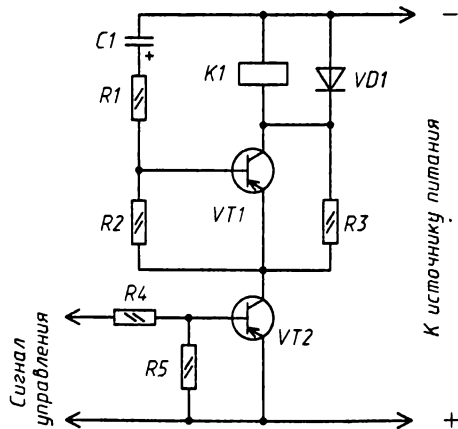 −
C1
+
K1
VD1
R1
VT1
R2
R3
R4
VT2
R5
К источнику питания
Сигнал
управления
+